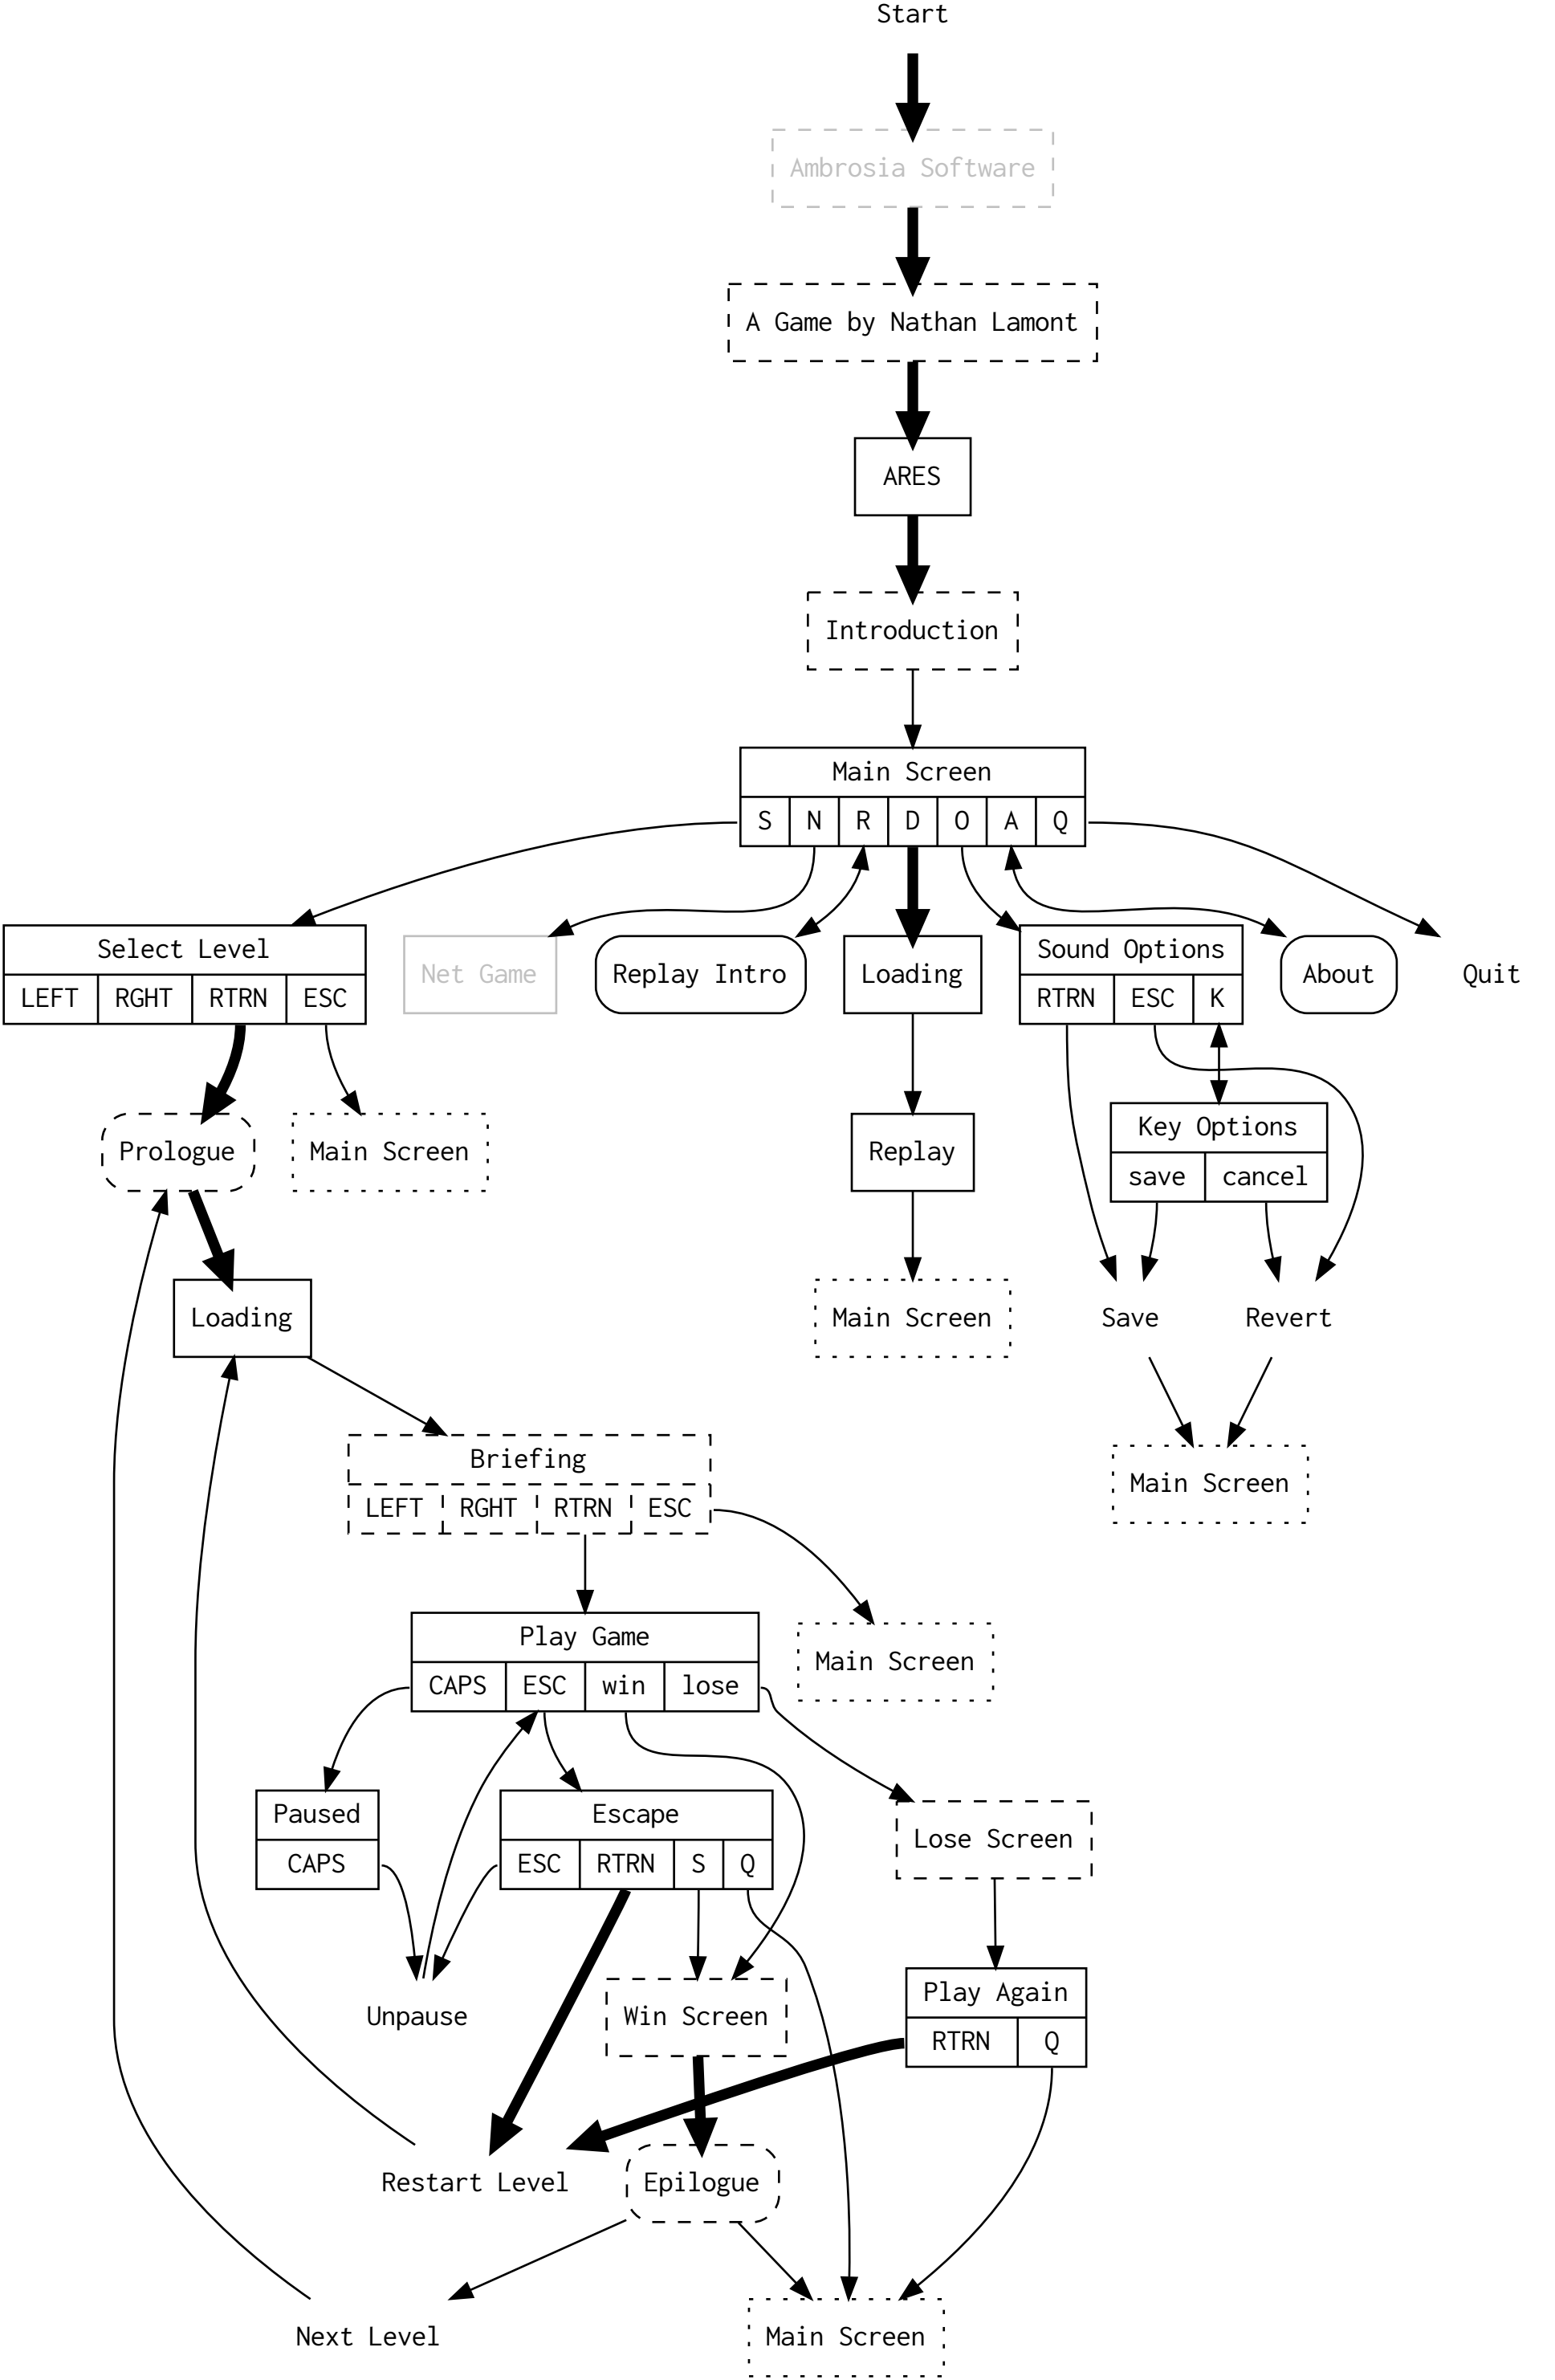 Start
Ambrosia Software
A Game by Nathan Lamont
ARES
Introduction
Main Screen
S N R D O A Q
Select Level
LEFT RGHT RTRN ESC
Net Game
Replay Intro
Loading
Sound Options
RTRN ESC K
About
Quit
Prologue
Main Screen
Replay
Key Options
save cancel
Loading
Main Screen
Save
Revert
Briefing
LEFT RGHT RTRN ESC
Main Screen
Play Game
CAPS ESC win lose
Main Screen
Paused
CAPS
Escape
ESC RTRN S Q
Lose Screen
Unpause
Win Screen
Play Again
RTRN Q
Restart Level
Epilogue
Next Level
Main Screen